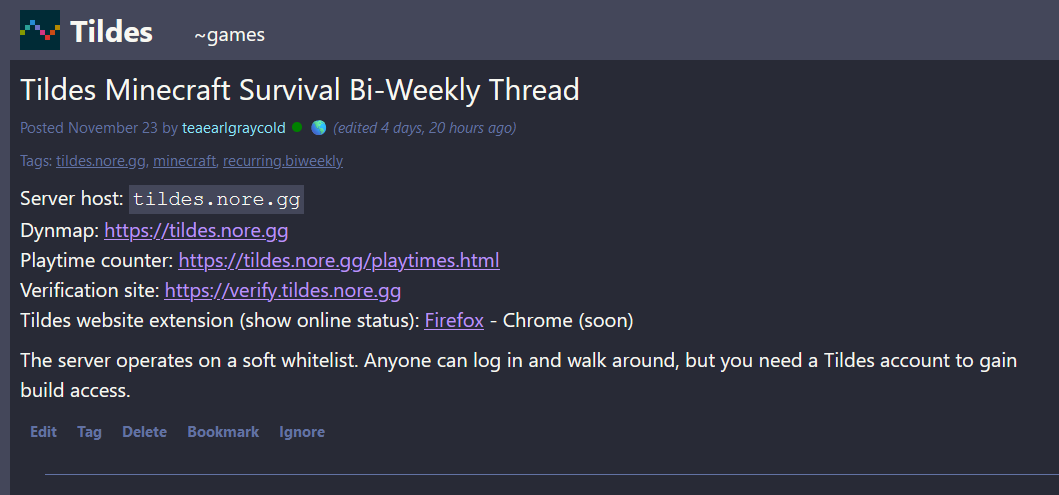 Tildes ~games
Tildes Minecraft Survival Bi-Weekly Thread
Posted November 23 by teaearlgraycold (edited 4 days, 20 hours ago)
Tags: tildes.nore.gg, minecraft, recurring.biweekly
Server host: tildes.nore.gg
Dynmap: https://tildes.nore.gg
Playtime counter: https://tildes.nore.gg/playtimes.html
Verification site: https://verify.tildes.nore.gg
Tildes website extension (show online status): Firefox - Chrome (soon)
The server operates on a soft whitelist. Anyone can log in and walk around, but you need a Tildes account to gain
build access.
Edit Tag Delete Bookmark Ignore